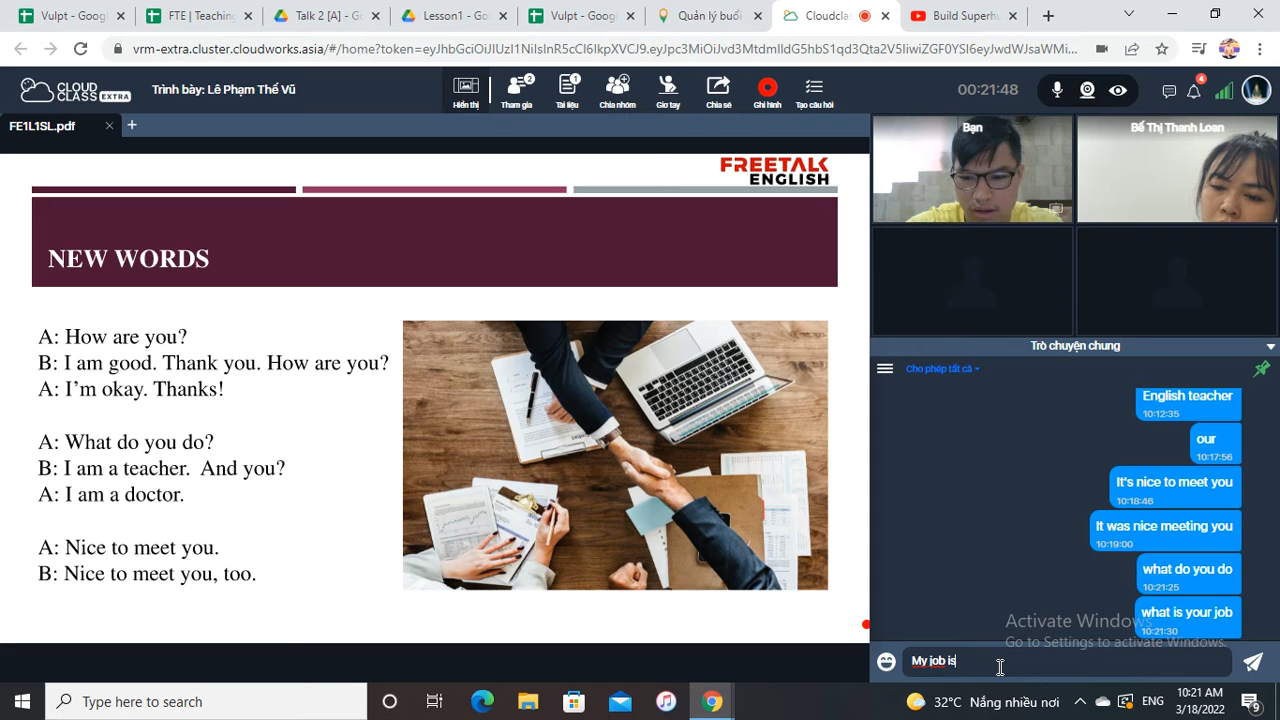 Vulpt - Googl
FTE | Teaching
Talk 2 [A] - G
Lesson1 - Go
Vulpt - Googl
Quản lý buổi
Cloudcla
Build Superhu
vrm-extra.cluster.cloudworks.asia/#/home?token=
CLOUD CLASS EXTRA
Trình bày: Lê Phạm Thế Vũ
Hiển thị
2
Tham gia
1
Tài liệu
Chia nhóm
Giơ tay
Chia sẻ
Ghi hình
Tạo câu hỏi
00:21:48
4
FE1L1SL.pdf
Bạn
Bế Thị Thanh Loan
FREETALK
ENGLISH
NEW WORDS
A: How are you?
B: I am good. Thank you. How are you?
A: I'm okay. Thanks!
A: What do you do?
B: I am a teacher. And you?
A: I am a doctor.
A: Nice to meet you.
B: Nice to meet you, too.
Trò chuyện chung
Cho phép tất cả
English teacher
10:12:35
our
10:17:56
It's nice to meet you
10:18:46
It was nice meeting you
10:19:00
what do you do
10:21:25
what is your job
10:21:30
Activate Windows
Go to Settings to activate Windows.
My job is
Type here to search
32°C Nắng nhiều nơi
ENG
10:21 AM
3/18/2022
9